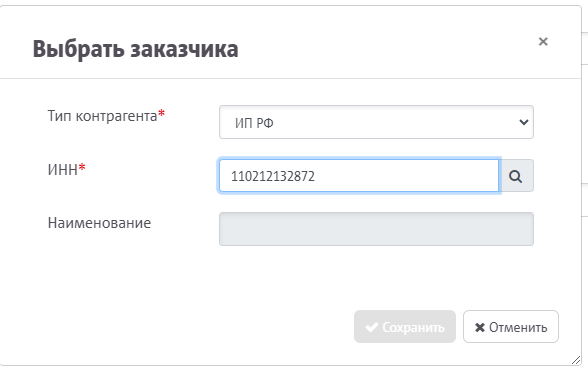 Выбрать заказчика ×
Тип контрагента* ИП РФ
ИНН* 110212132872
Наименование
✔ Сохранить ✖ Отменить